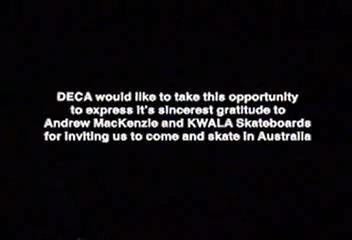 DECA would like to take this opportunity
to express it's sincerest gratitude to
Andrew MacKenzie and KWALA Skateboards
for inviting us to come and skate in Australia